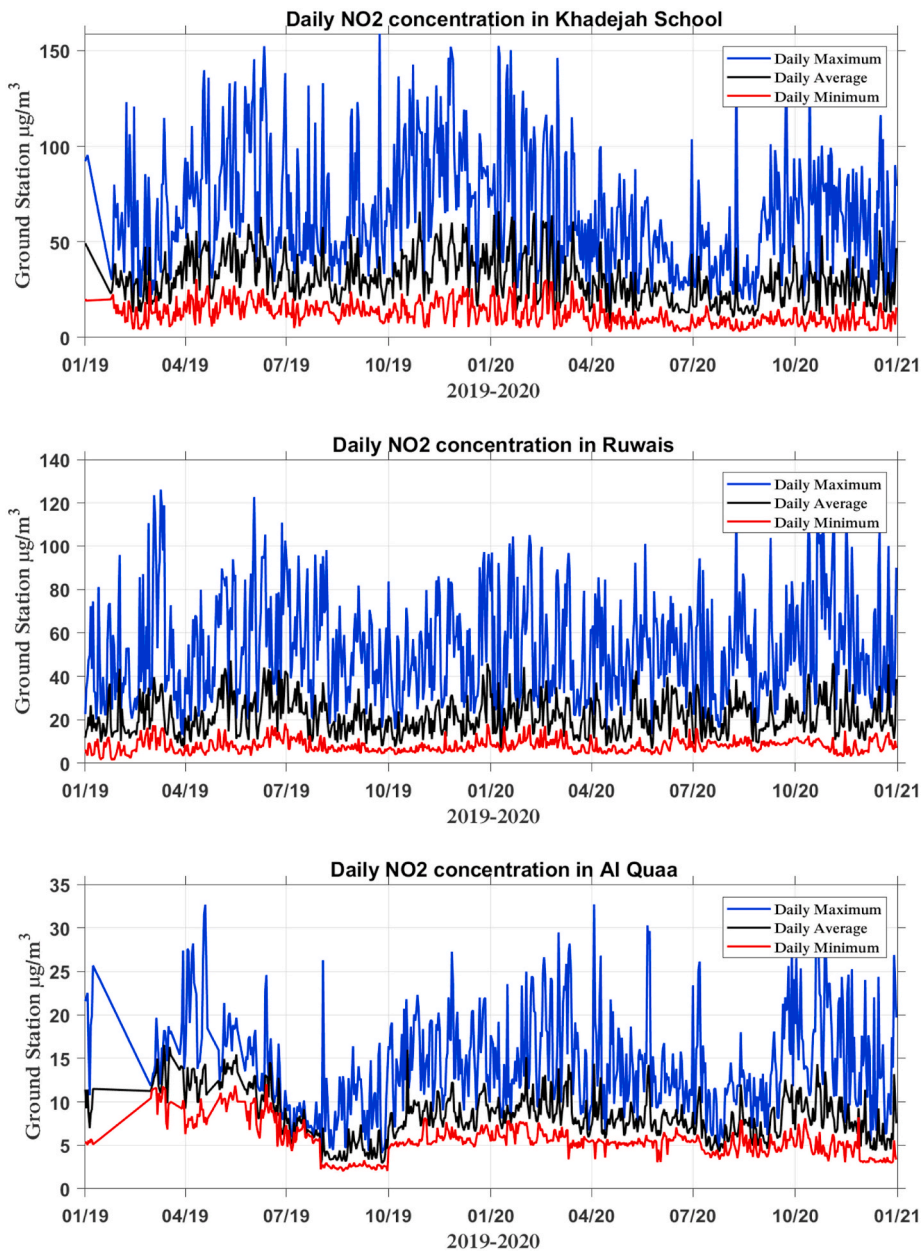 Daily NO2 concentration in Khadejah School
Ground Station µg/m³
150
100
50
0
Daily Maximum
Daily Average
Daily Minimum
01/19 04/19 07/19 10/19 01/20 04/20 07/20 10/20 01/21
2019-2020
Daily NO2 concentration in Ruwais
Ground Station µg/m³
140
120
100
80
60
40
20
0
Daily Maximum
Daily Average
Daily Minimum
01/19 04/19 07/19 10/19 01/20 04/20 07/20 10/20 01/21
2019-2020
Daily NO2 concentration in Al Quaa
Ground Station µg/m³
35
30
25
20
15
10
5
0
Daily Maximum
Daily Average
Daily Minimum
01/19 04/19 07/19 10/19 01/20 04/20 07/20 10/20 01/21
2019-2020